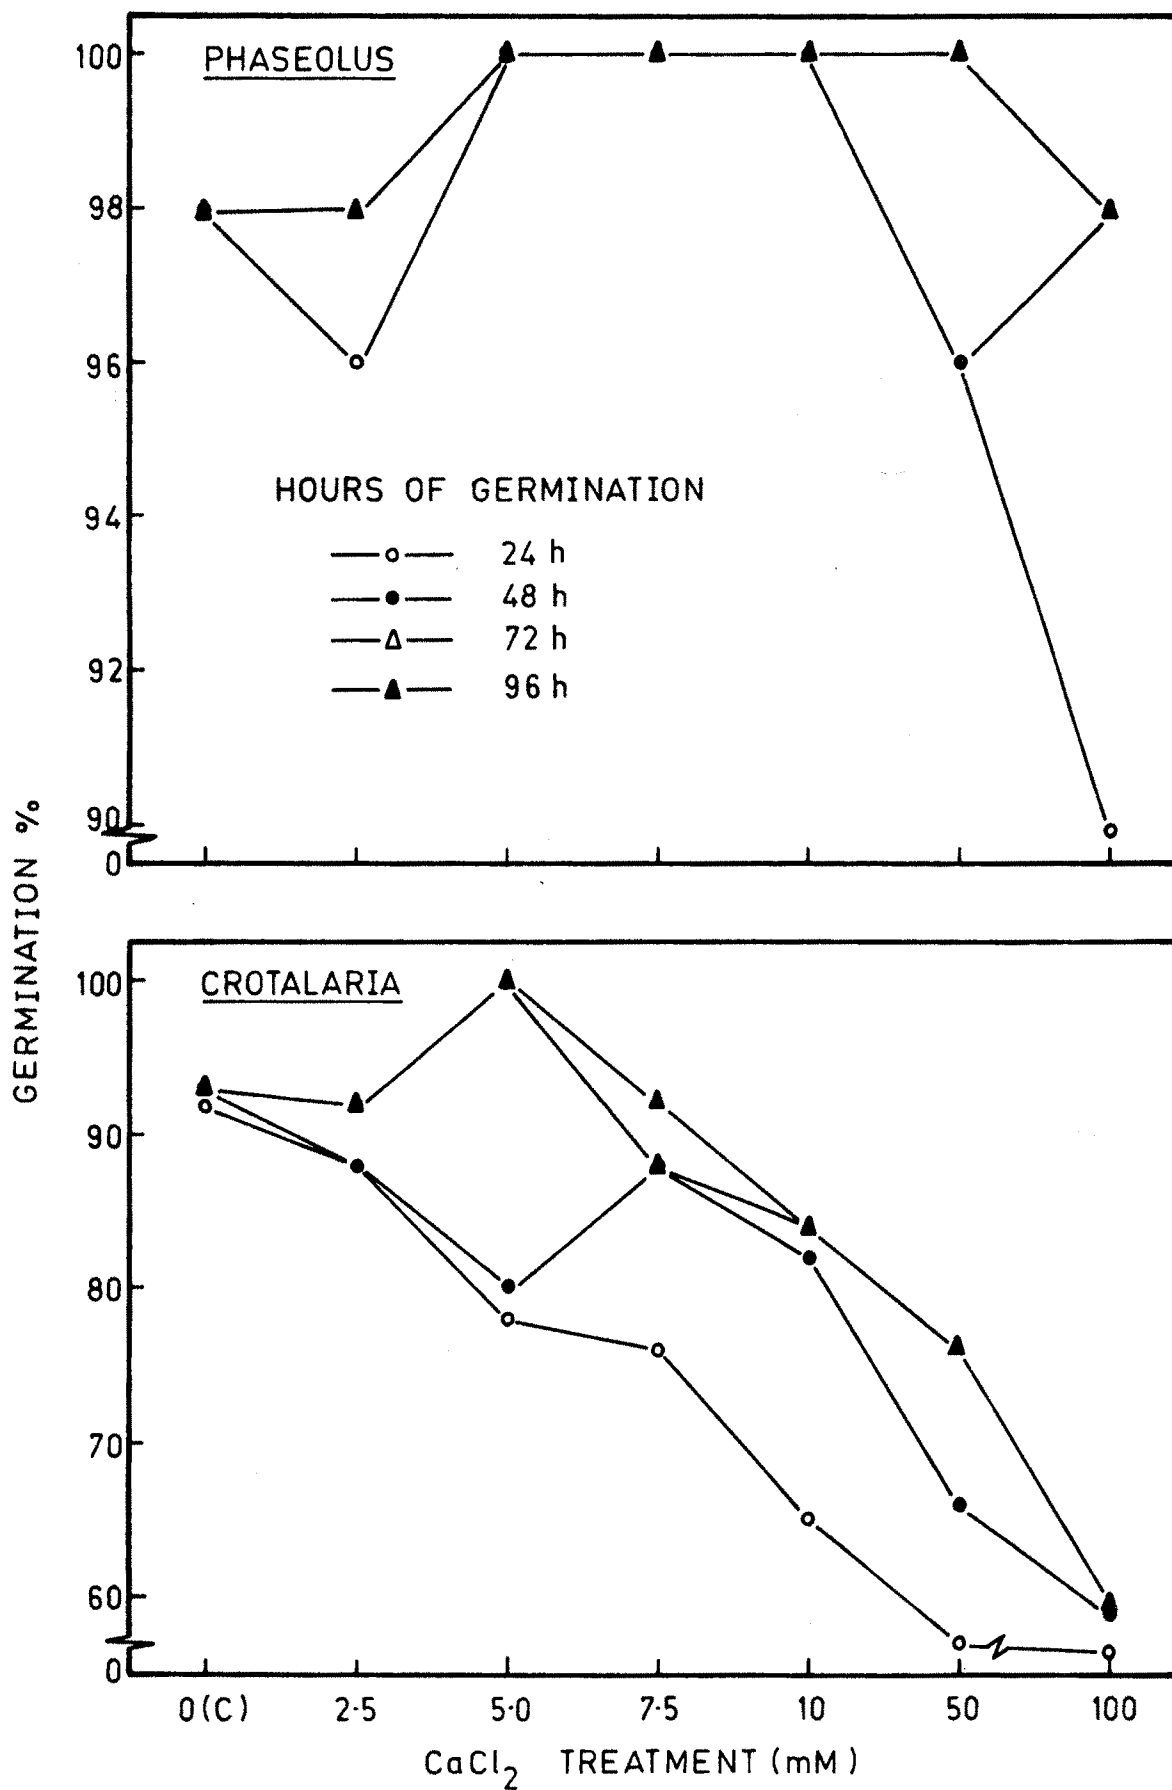 PHASEOLUS
100
98
96
94
92
90
0
HOURS OF GERMINATION
24 h
48 h
72 h
96 h
GERMINATION %
CROTALARIA
100
90
80
70
60
0
0(C) 2·5 5·0 7·5 10 50 100
CaCl₂ TREATMENT (mM)